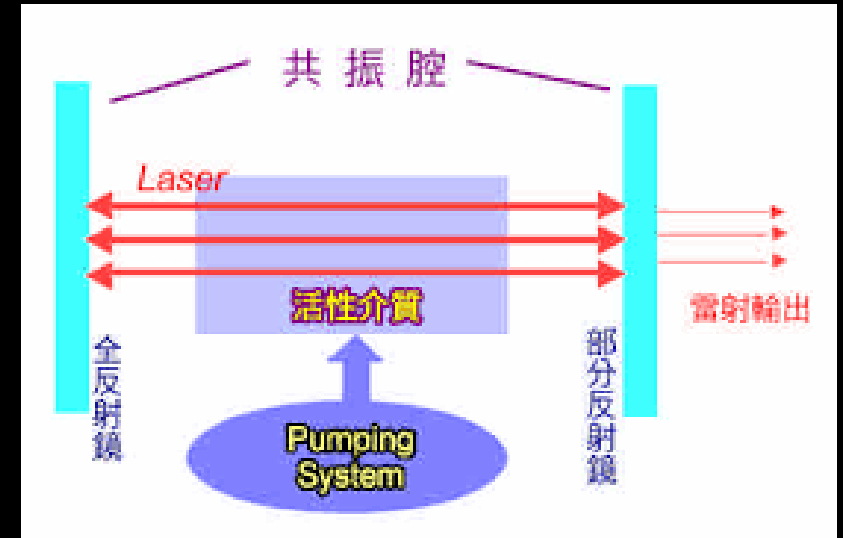 共振腔
Laser
活性介質
雷射輸出
全反射鏡
部分反射鏡
Pumping
System